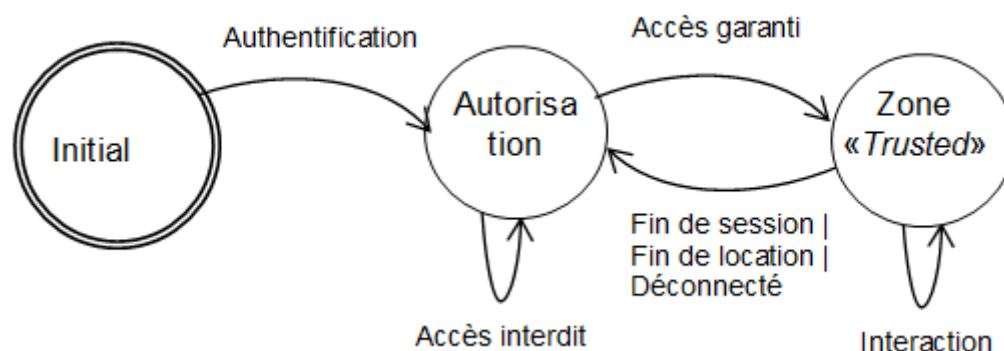 Authentification
Accès garanti
Initial
Autorisa
tion
Zone
«Trusted»
Fin de session |
Fin de location |
Déconnecté
Accès interdit
Interaction